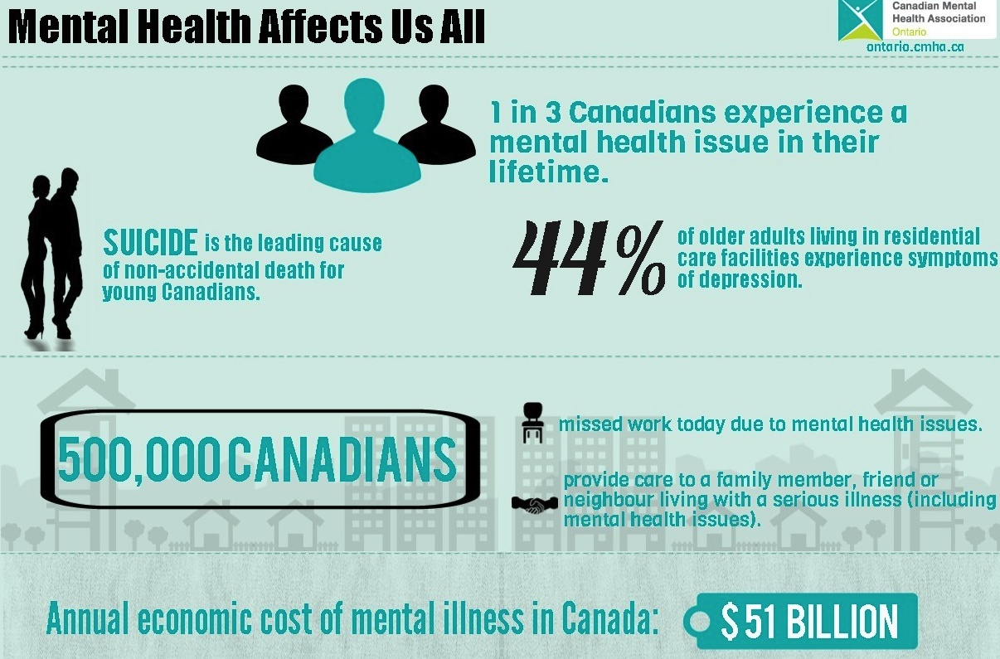 Mental Health Affects Us All
Canadian Mental
Health Association
Ontario
ontario.cmha.ca
1 in 3 Canadians experience a
mental health issue in their
lifetime.
SUICIDE is the leading cause
of non-accidental death for
young Canadians.
44%
of older adults living in residential
care facilities experience symptoms
of depression.
500,000 CANADIANS
missed work today due to mental health issues.
provide care to a family member, friend or
neighbour living with a serious illness (including
mental health issues).
Annual economic cost of mental illness in Canada:
$ 51 BILLION